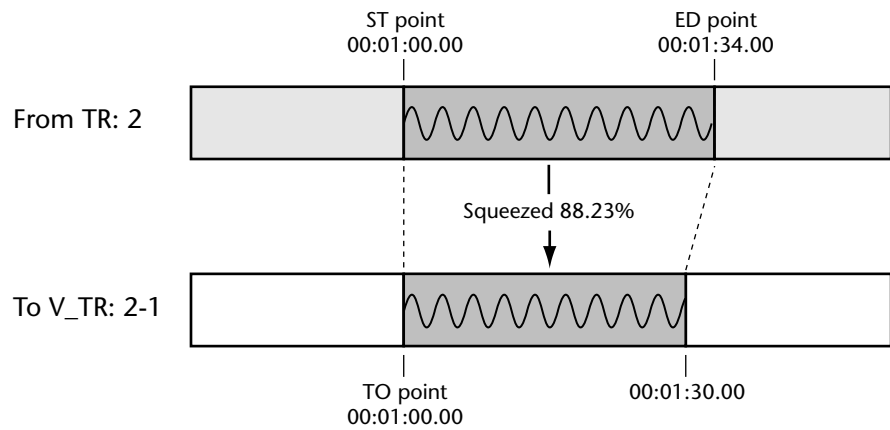 ST point
00:01:00.00
ED point
00:01:34.00
From TR: 2
Squeezed 88.23%
To V_TR: 2-1
TO point
00:01:00.00
00:01:30.00